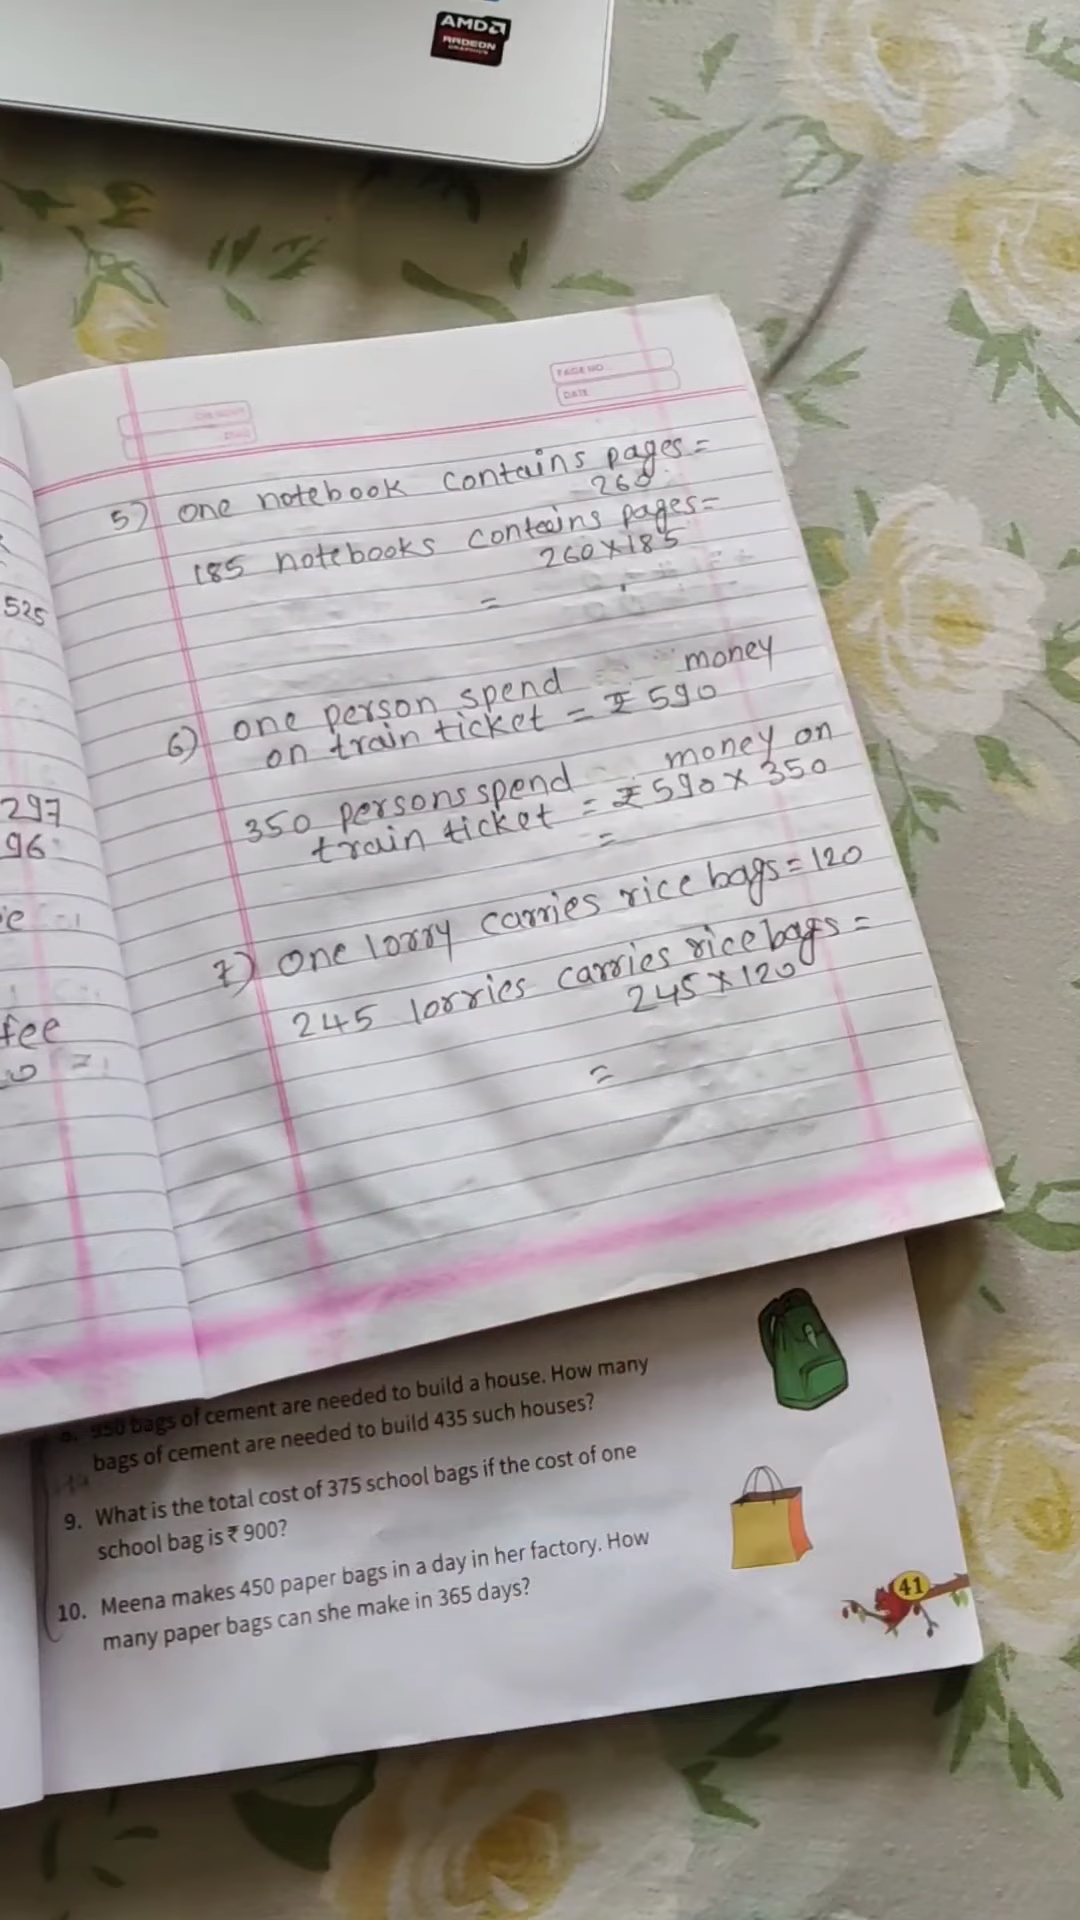 AMD
RADEON
GRAPHICS
PAGE NO
DATE
5) one notebook contains pages =
260
185 notebooks contains pages =
260 × 185
=
6) one person spend money
on train ticket = ₹ 590
350 persons spend money on
train ticket = ₹ 590 × 350
=
7) One lorry carries rice bags = 120
245 lorries carries rice bags =
245 × 120
=
525
297
96
fee
950 bags of cement are needed to build a house. How many
bags of cement are needed to build 435 such houses?
9. What is the total cost of 375 school bags if the cost of one
school bag is ₹ 900?
10. Meena makes 450 paper bags in a day in her factory. How
many paper bags can she make in 365 days?
41